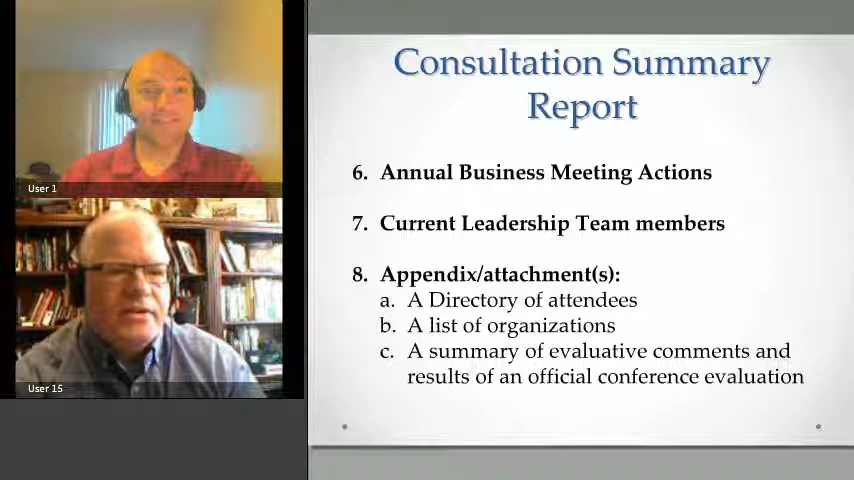 Consultation Summary
Report
6. Annual Business Meeting Actions
7. Current Leadership Team members
8. Appendix/attachment(s):
a. A Directory of attendees
b. A list of organizations
c. A summary of evaluative comments and
results of an official conference evaluation
User 1
User 15